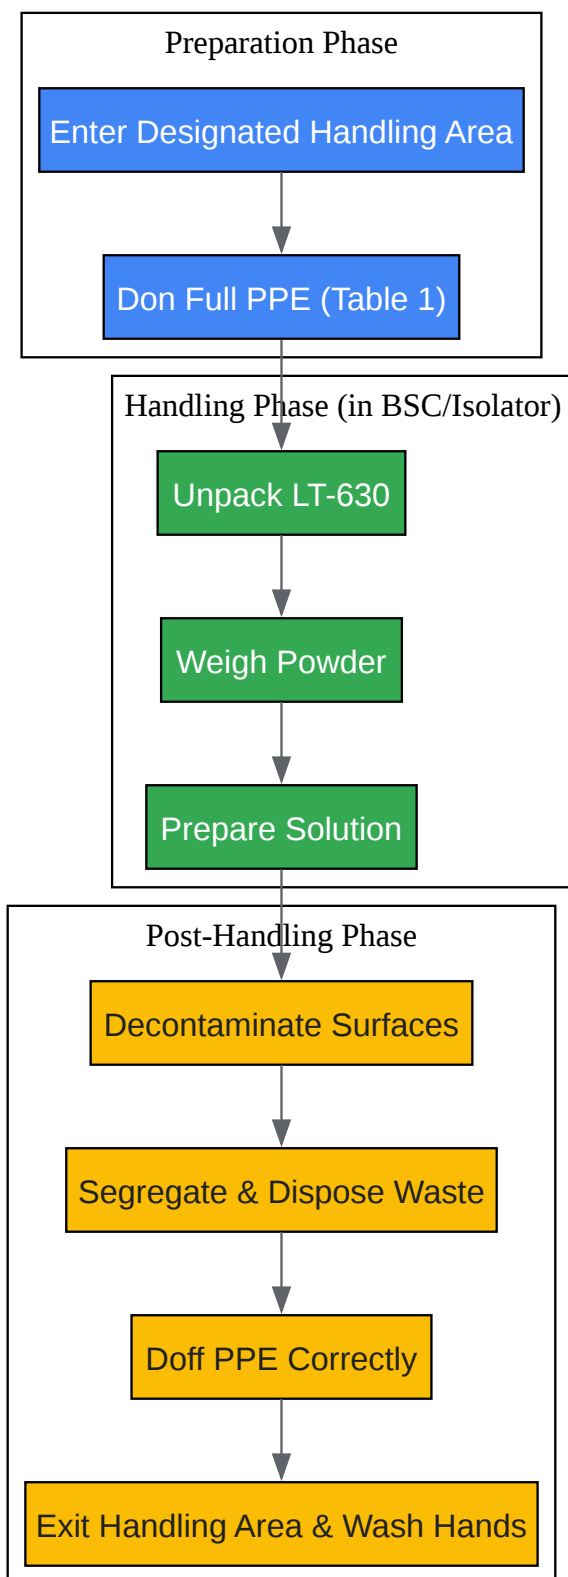 Preparation Phase
Enter Designated Handling Area
Don Full PPE (Table 1)
Handling Phase (in BSC/Isolator)
Unpack LT-630
Weigh Powder
Prepare Solution
Post-Handling Phase
Decontaminate Surfaces
Segregate & Dispose Waste
Doff PPE Correctly
Exit Handling Area & Wash Hands